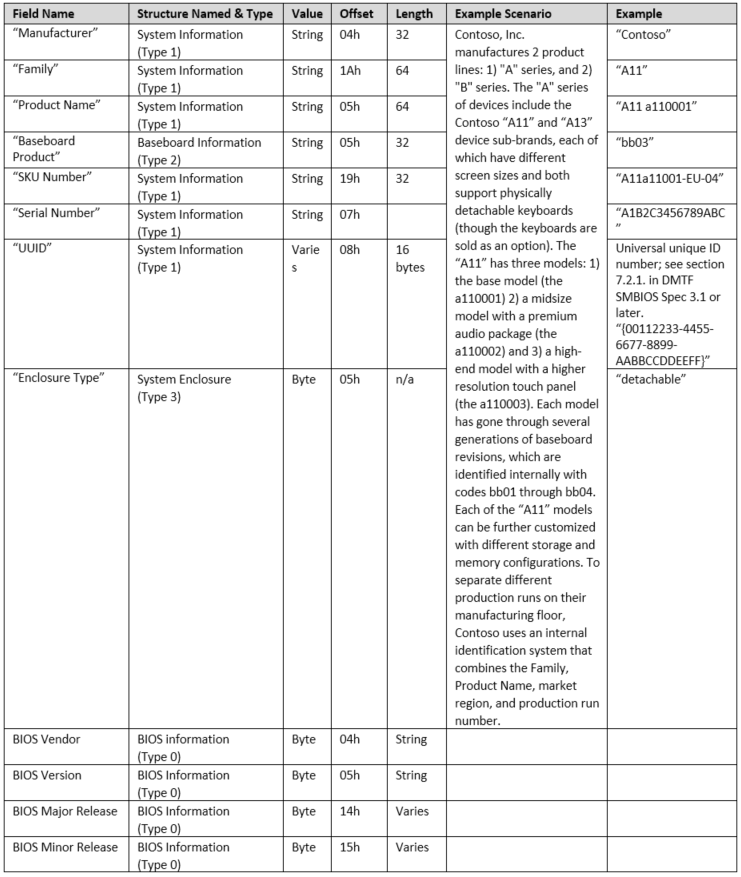 Field Name	Structure Named & Type	Value	Offset	Length	Example Scenario	Example
“Manufacturer”	System Information	String	04h	32	“Contoso”
(Type 1)
“Family”	System Information	String	1Ah	64	“A11”
(Type 1)
“Product Name”	System Information	String	05h	64	“A11 a110001”
(Type 1)
“Baseboard	Baseboard Information	String	05h	32	“bb03”
Product”	(Type 2)
“SKU Number”	System Information	String	19h	32	“A11a11001-EU-04”
(Type 1)
“Serial Number”	System Information	String	07h	“A1B2C3456789ABC
(Type 1)	”
“UUID”	System Information	Varie	08h	16	Universal unique ID
(Type 1)	s	bytes	number; see section
7.2.1. in DMTF
SMBIOS Spec 3.1 or
later.
“{00112233-4455-
6677-8899-
AABBCCDDEEFF}”
“Enclosure Type”	System Enclosure	Byte	05h	n/a	“detachable”
(Type 3)
Contoso, Inc.
manufactures 2 product
lines: 1) "A" series, and 2)
"B" series. The "A" series
of devices include the
Contoso “A11” and “A13”
device sub-brands, each of
which have different
screen sizes and both
support physically
detachable keyboards
(though the keyboards are
sold as an option). The
“A11” has three models: 1)
the base model (the
a110001) 2) a midsize
model with a premium
audio package (the
a110002) and 3) a high-
end model with a higher
resolution touch panel
(the a110003). Each model
has gone through several
generations of baseboard
revisions, which are
identified internally with
codes bb01 through bb04.
Each of the “A11” models
can be further customized
with different storage and
memory configurations. To
separate different
production runs on their
manufacturing floor,
Contoso uses an internal
identification system that
combines the Family,
Product Name, market
region, and production run
number.
BIOS Vendor	BIOS information	Byte	04h	String
(Type 0)
BIOS Version	BIOS Information	Byte	05h	String
(Type 0)
BIOS Major Release	BIOS Information	Byte	14h	Varies
(Type 0)
BIOS Minor Release	BIOS Information	Byte	15h	Varies
(Type 0)